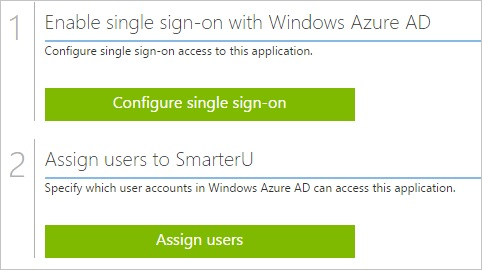 1
Enable single sign-on with Windows Azure AD
Configure single sign-on access to this application.
Configure single sign-on
2
Assign users to SmarterU
Specify which user accounts in Windows Azure AD can access this application.
Assign users